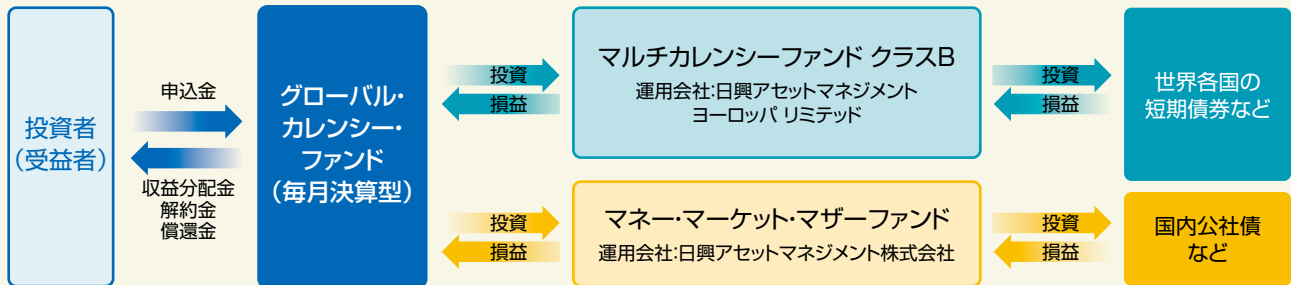 投資者
（受益者）
申込金
収益分配金
解約金
償還金
グローバル・
カレンシー・
ファンド
（毎月決算型）
投資
損益
マルチカレンシーファンド クラスB
運用会社：日興アセットマネジメント
ヨーロッパ リミテッド
投資
損益
世界各国の
短期債券など
投資
損益
マネー・マーケット・マザーファンド
運用会社：日興アセットマネジメント株式会社
投資
損益
国内公社債
など